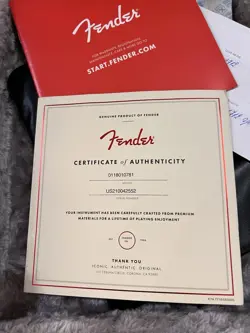 Fender
START.FENDER.COM
GENUINE PRODUCT OF FENDER
Fender
CERTIFICATE of AUTHENTICITY
0118010781
US210042552
YOUR INSTRUMENT HAS BEEN CAREFULLY CRAFTED FROM PREMIUM
MATERIALS FOR A LIFETIME OF PLAYING ENJOYMENT
THANK YOU
ICONIC. AUTHENTIC. ORIGINAL.